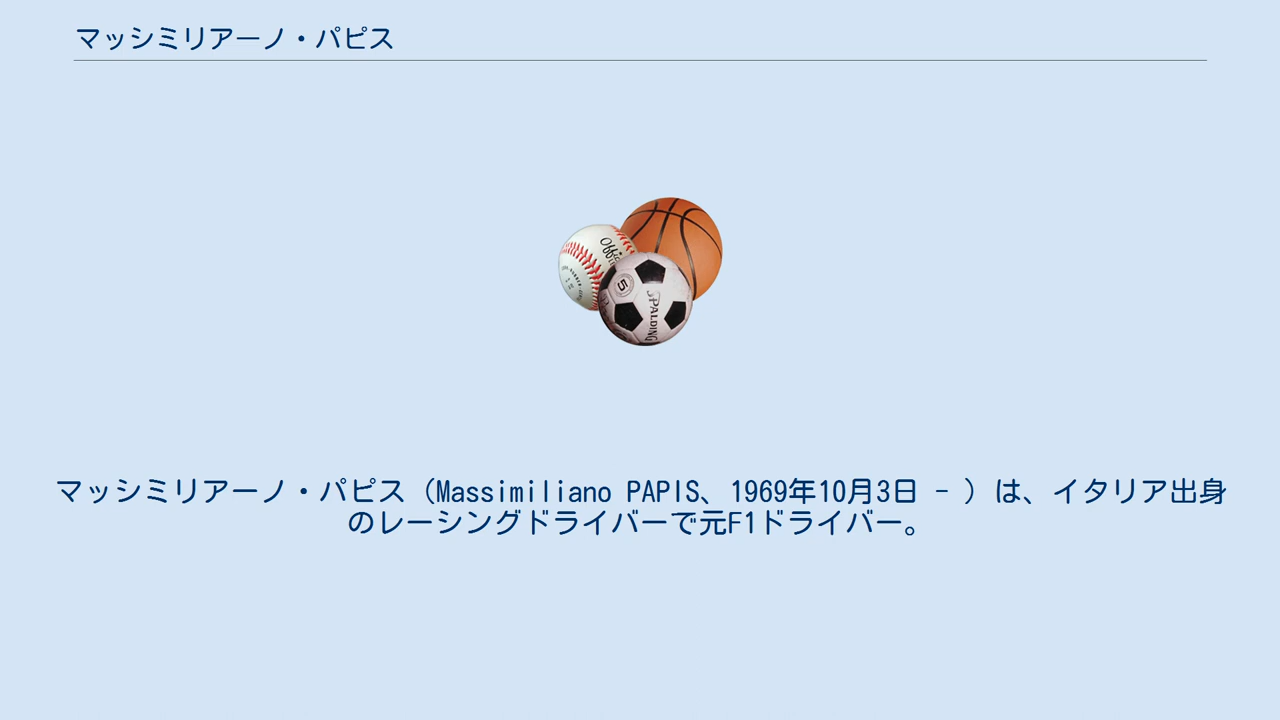 マッシミリアーノ・パピス
Offi
5
SPALDING
マッシミリアーノ・パピス（Massimiliano PAPIS、1969年10月3日 - ）は、イタリア出身
のレーシングドライバーで元F1ドライバー。